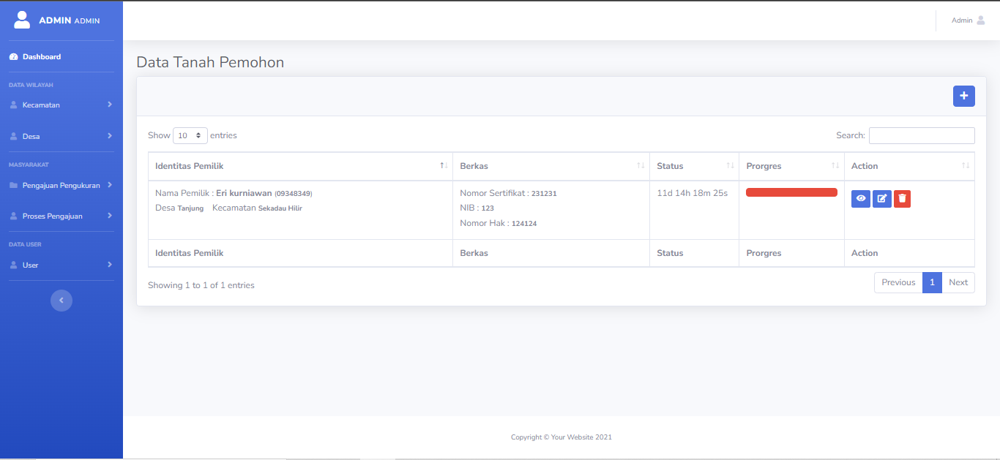 ADMIN ADMIN
Admin
Dashboard
DATA WILAYAH
Kecamatan
Desa
MASYARAKAT
Pengajuan Pengukuran
Proses Pengajuan
DATA USER
User
Data Tanah Pemohon
Show 10 entries
Search:
Identitas Pemilik Berkas Status Prorgres Action
Nama Pemilik : Eri kurniawan (09348349) Nomor Sertifikat : 231231 11d 14h 18m 25s
Desa Tanjung Kecamatan Sekadau Hilir NIB : 123
Nomor Hak : 124124
Identitas Pemilik Berkas Status Prorgres Action
Showing 1 to 1 of 1 entries
Previous 1 Next
Copyright © Your Website 2021